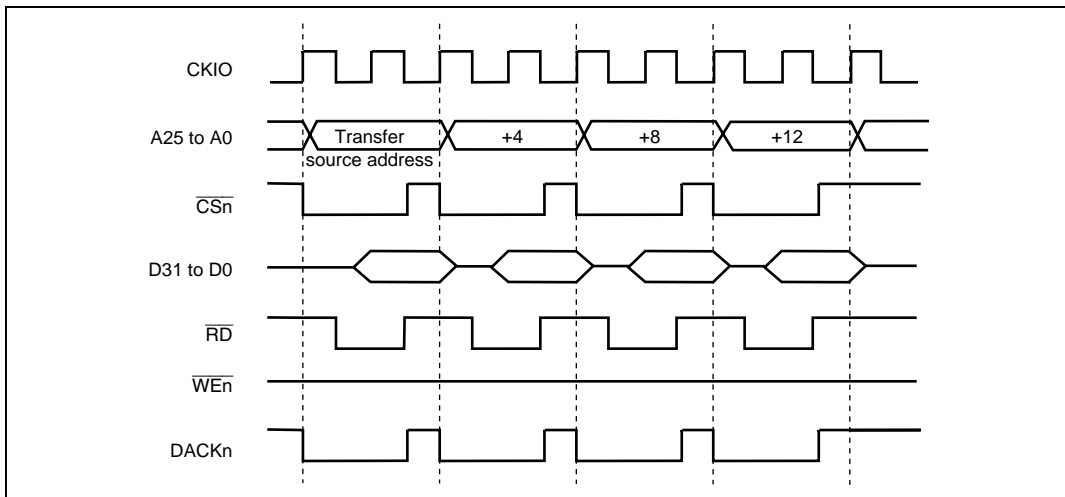 CKIO
A25 to A0
Transfer
source address
+4
+8
+12
CSn
D31 to D0
RD
WEn
DACKn